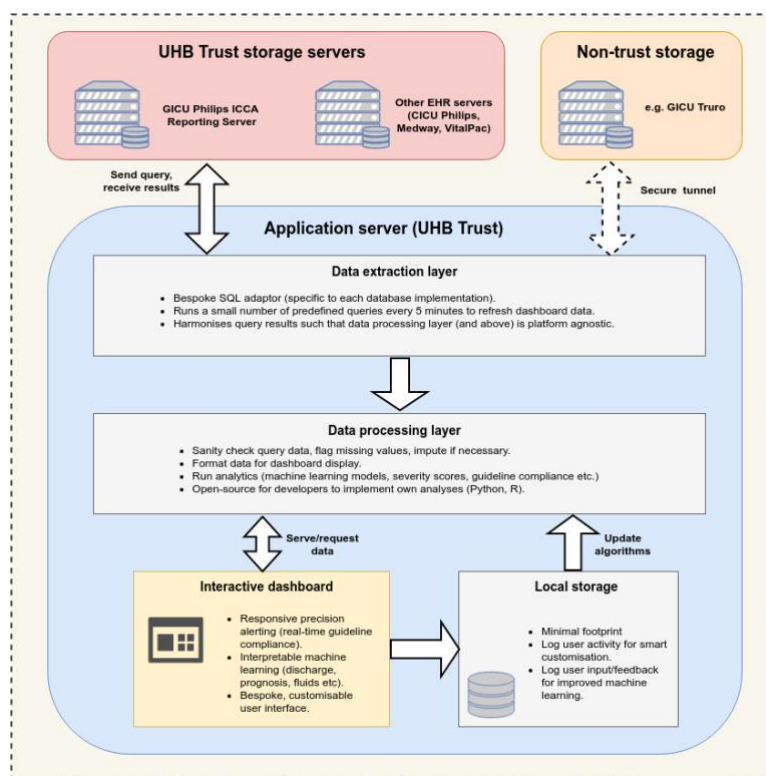 UHB Trust storage servers
GICU Philips ICCA
Reporting Server
Other EHR servers
(CICU Philips,
Medway, VitalPac)
Non-trust storage
e.g. GICU Truro
Send query,
receive results
Secure tunnel
Application server (UHB Trust)
Data extraction layer
• Bespoke SQL adaptor (specific to each database implementation).
• Runs a small number of predefined queries every 5 minutes to refresh dashboard data.
• Harmonises query results such that data processing layer (and above) is platform agnostic.
Data processing layer
• Sanity check query data, flag missing values, impute if necessary.
• Format data for dashboard display.
• Run analytics (machine learning models, severity scores, guideline compliance etc.)
• Open-source for developers to implement own analyses (Python, R).
Serve/request
data
Update
algorithms
Interactive dashboard
• Responsive precision
alerting (real-time guideline
compliance).
• Interpretable machine
learning (discharge,
prognosis, fluids etc).
• Bespoke, customisable
user interface.
Local storage
• Minimal footprint
• Log user activity for smart
customisation.
• Log user input/feedback
for improved machine
learning.